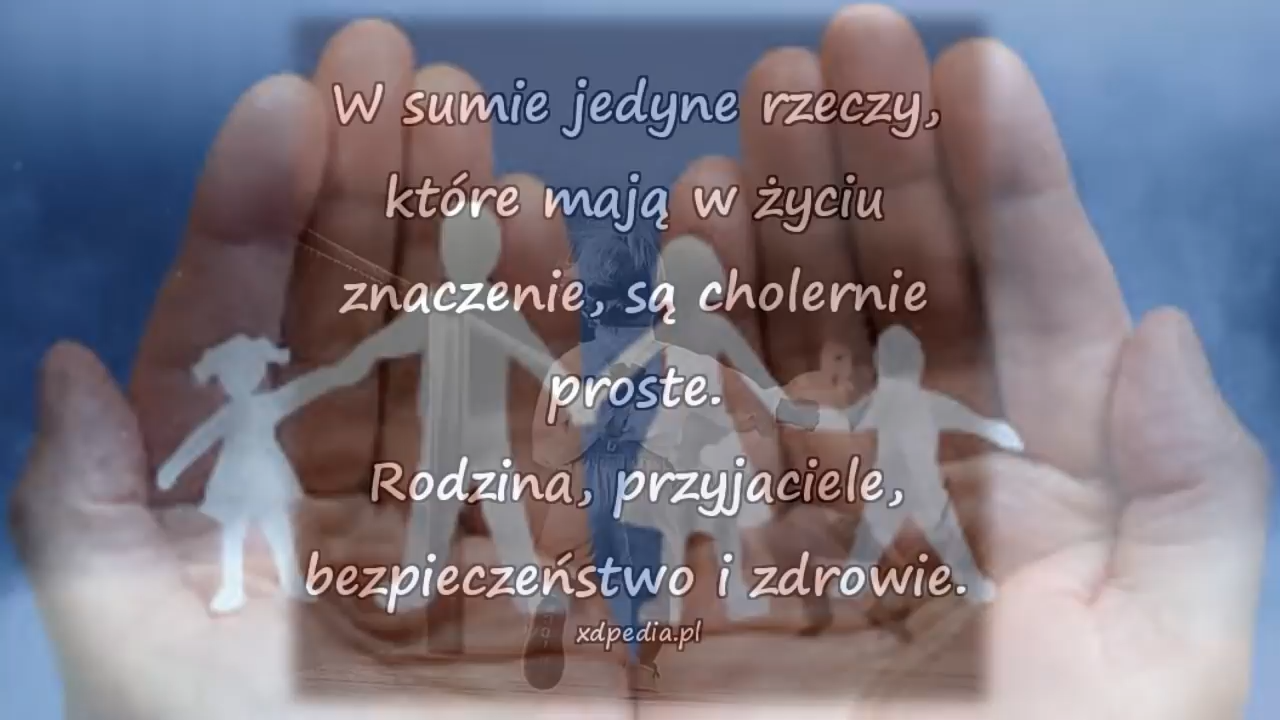 W sumie jedyne rzeczy,
które mają w życiu
znaczenie, są cholernie
proste.
Rodzina, przyjaciele,
bezpieczeństwo i zdrowie.
xdpedia.pl